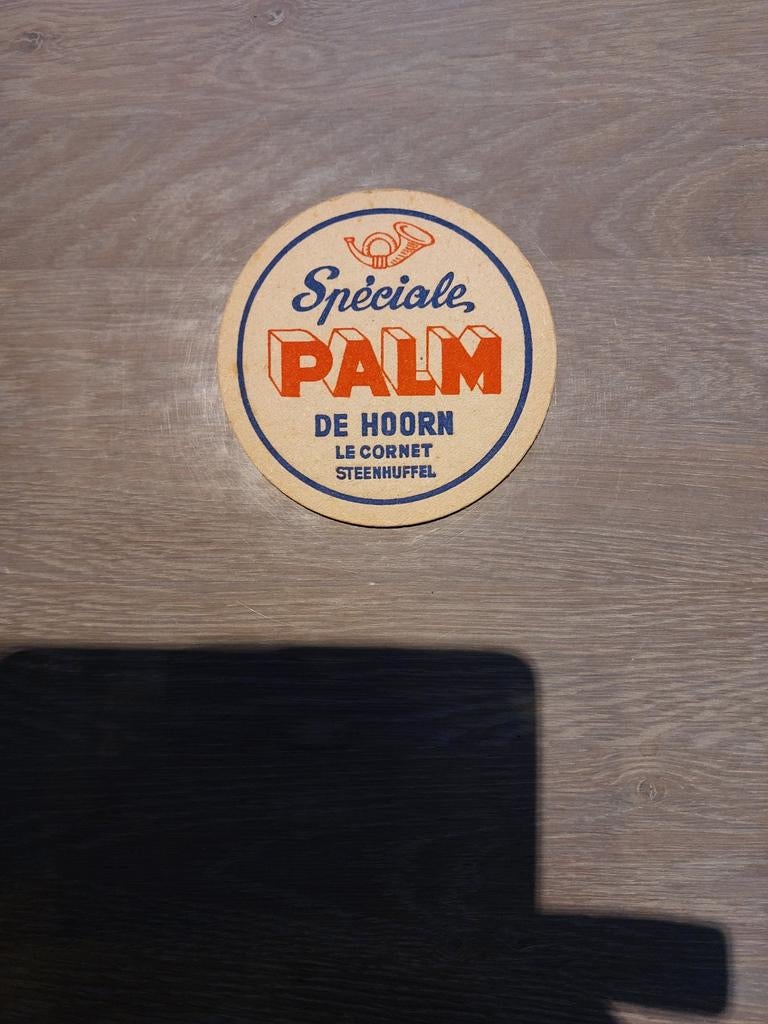 Spéciale
PALM
DE HOORN
LE CORNET
STEENHUFFEL